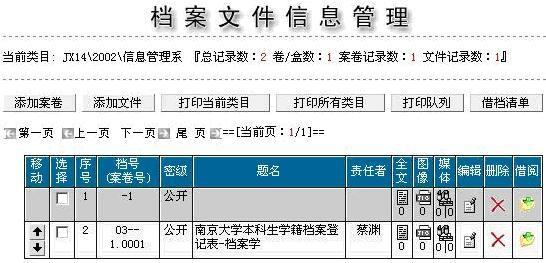 档案文件信息管理
当前类目: JX14\2002\信息管理系 『总记录数:2 卷/盒数:1 案卷记录数:1 文件记录数:1』
添加案卷 添加文件 打印当前类目 打印所有类目 打印队列 借档清单
第一页 上一页 下一页 尾 页 ==[当前页:1/1]==
移动 选择 序号 档号(案卷号) 密级 题名 责任者 全文 图像 媒体 编辑 删除 借阅
1 -1 公开 0 0 0|0
2 03--1.0001 公开 南京大学本科生学籍档案登记表-档案学 蔡渊 0 0 0|0